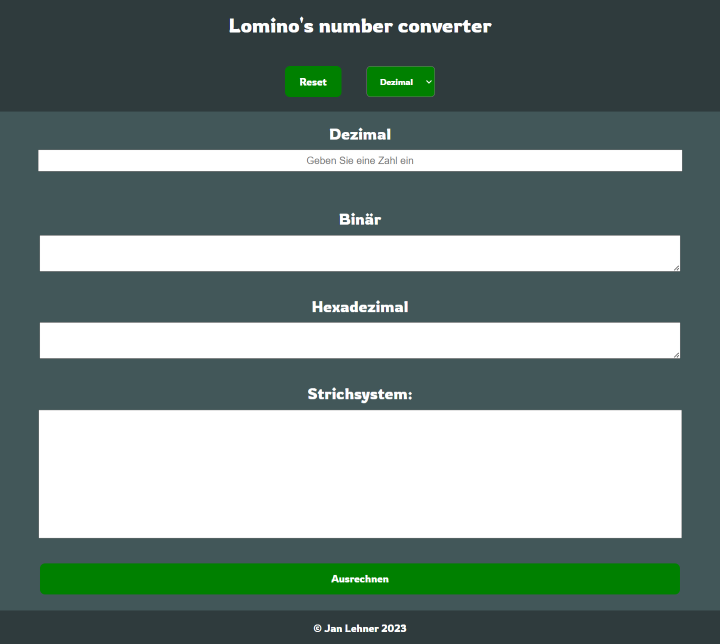 Lomino's number converter
Reset
Dezimal
Dezimal
Geben Sie eine Zahl ein
Binär
Hexadezimal
Strichsystem:
Ausrechnen
© Jan Lehner 2023